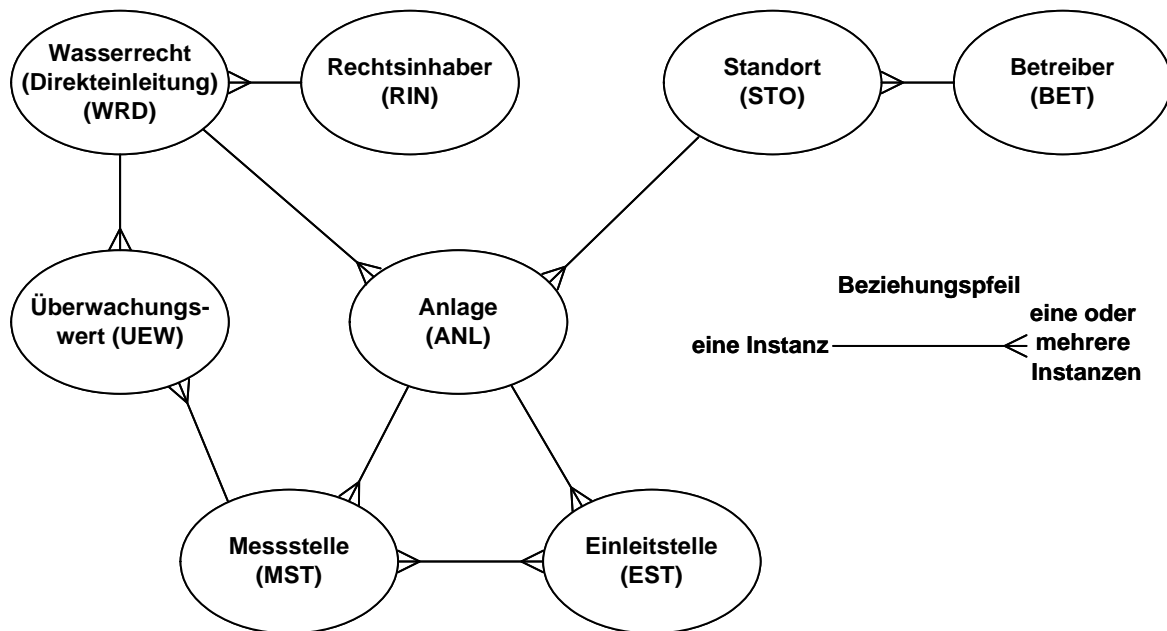 Wasserrecht
(Direkteinleitung)
(WRD)
Rechtsinhaber
(RIN)
Standort
(STO)
Betreiber
(BET)
Überwachungs-
wert (UEW)
Anlage
(ANL)
Beziehungspfeil
eine Instanz
eine oder
mehrere
Instanzen
Messstelle
(MST)
Einleitstelle
(EST)